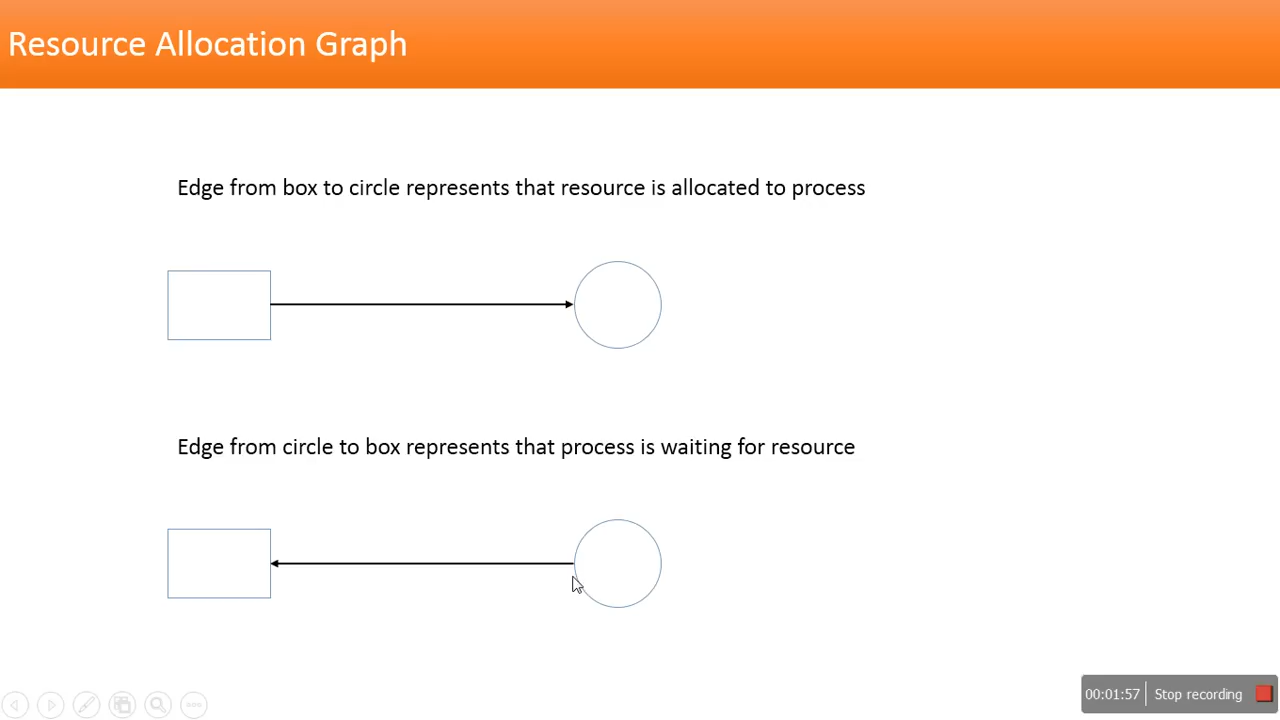 Resource Allocation Graph
Edge from box to circle represents that resource is allocated to process
Edge from circle to box represents that process is waiting for resource
00:01:57 Stop recording